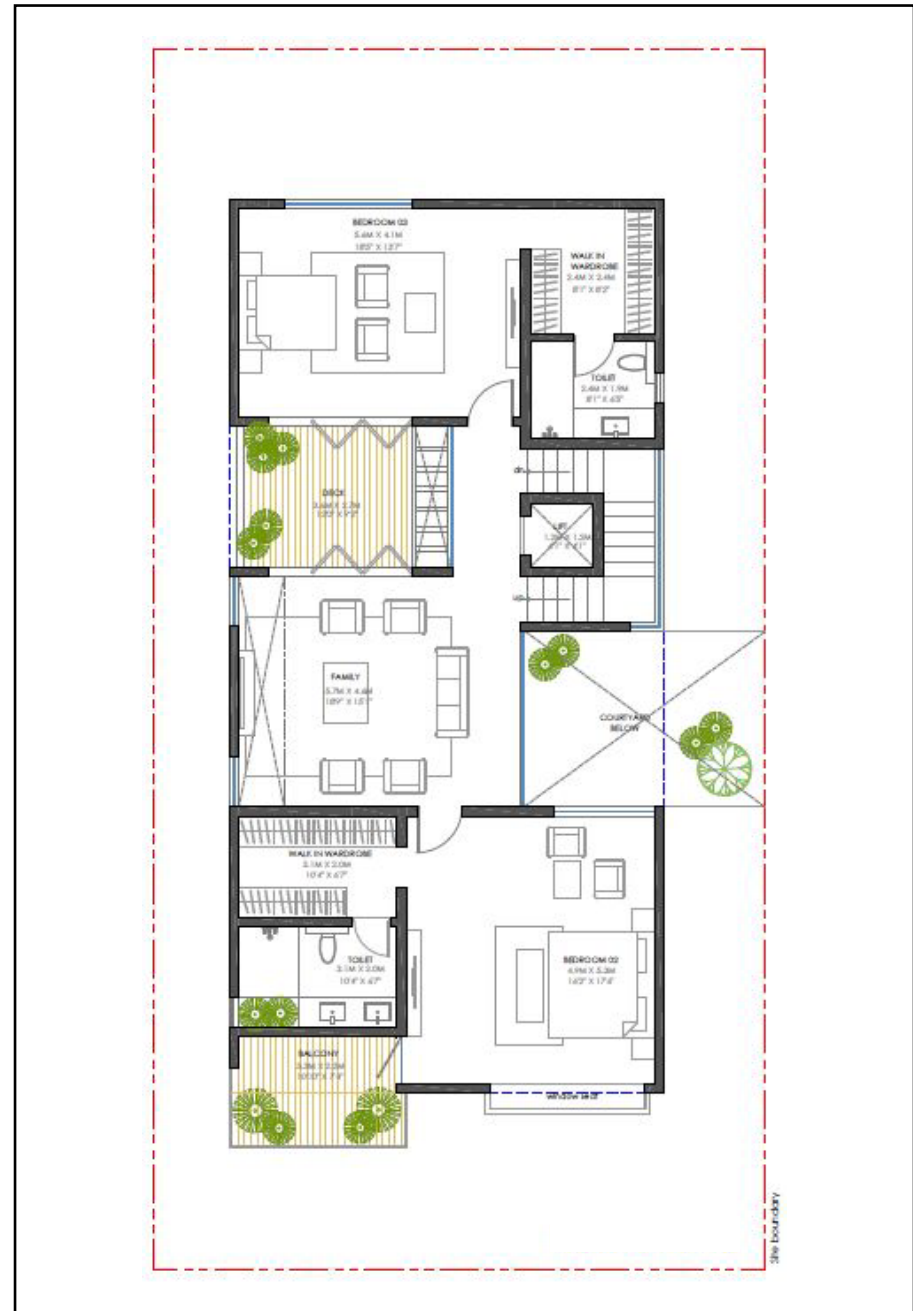 BEDROOM 03
5.6M X 4.1M
18'5" X 13'7"
WALK IN
WARDROBE
2.4M X 2.4M
8'1" X 8'2"
TOILET
2.4M X 1.9M
8'1" X 6'3"
dn
DECK
LIFT
up
FAMILY
5.7M X 4.6M
18'9" X 15'1"
COURTYARD
BELOW
WALK IN WARDROBE
3.1M X 2.0M
10'4" X 6'7"
TOILET
3.1M X 2.0M
10'4" X 6'7"
BEDROOM 02
4.9M X 5.3M
16'2" X 17'4"
BALCONY
window seat
Site boundary